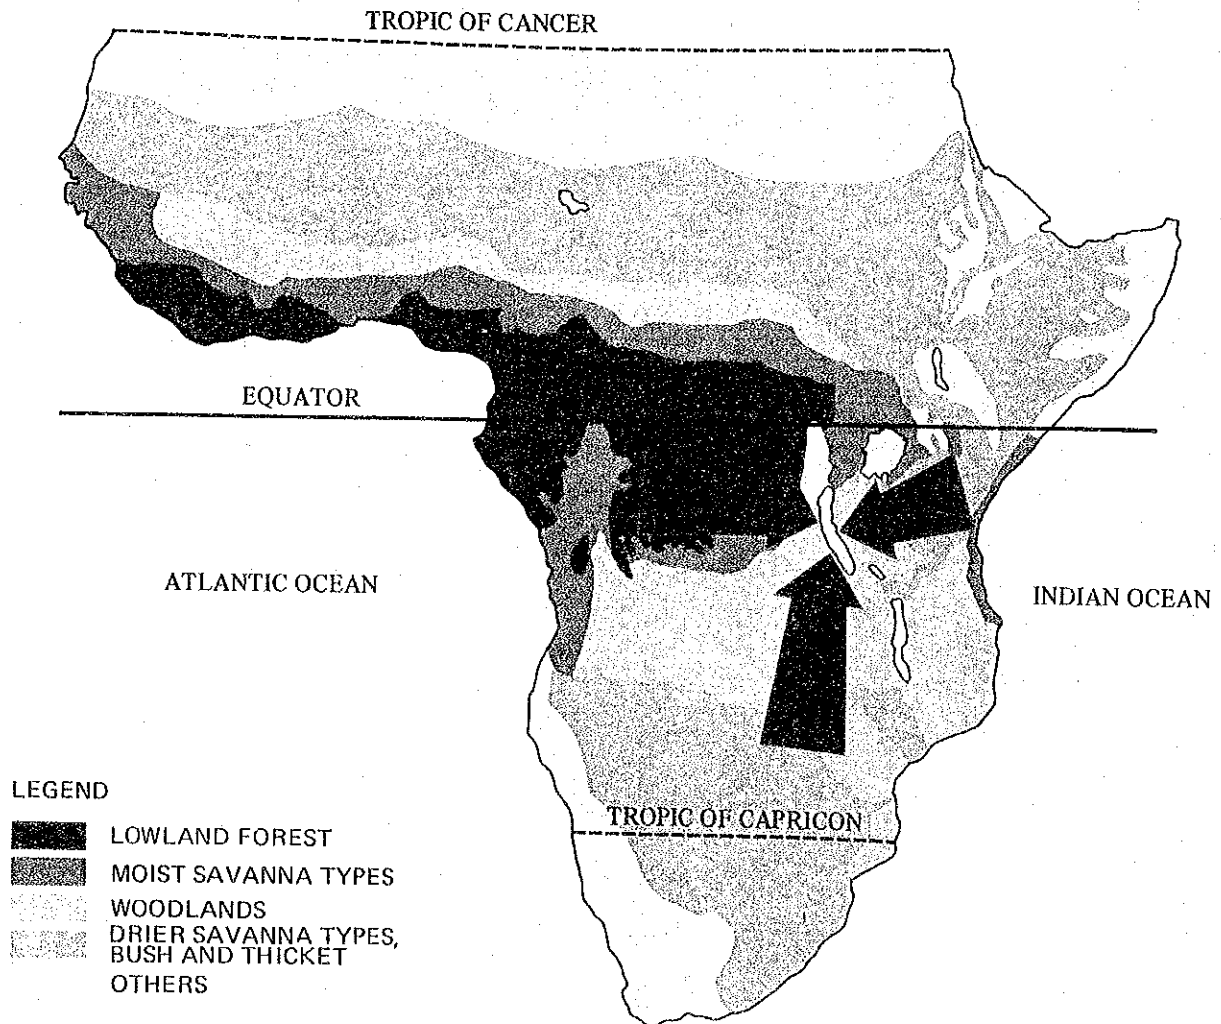 TROPIC OF CANCER
EQUATOR
ATLANTIC OCEAN
INDIAN OCEAN
TROPIC OF CAPRICON
LEGEND
LOWLAND FOREST
MOIST SAVANNA TYPES
WOODLANDS
DRIER SAVANNA TYPES,
BUSH AND THICKET
OTHERS